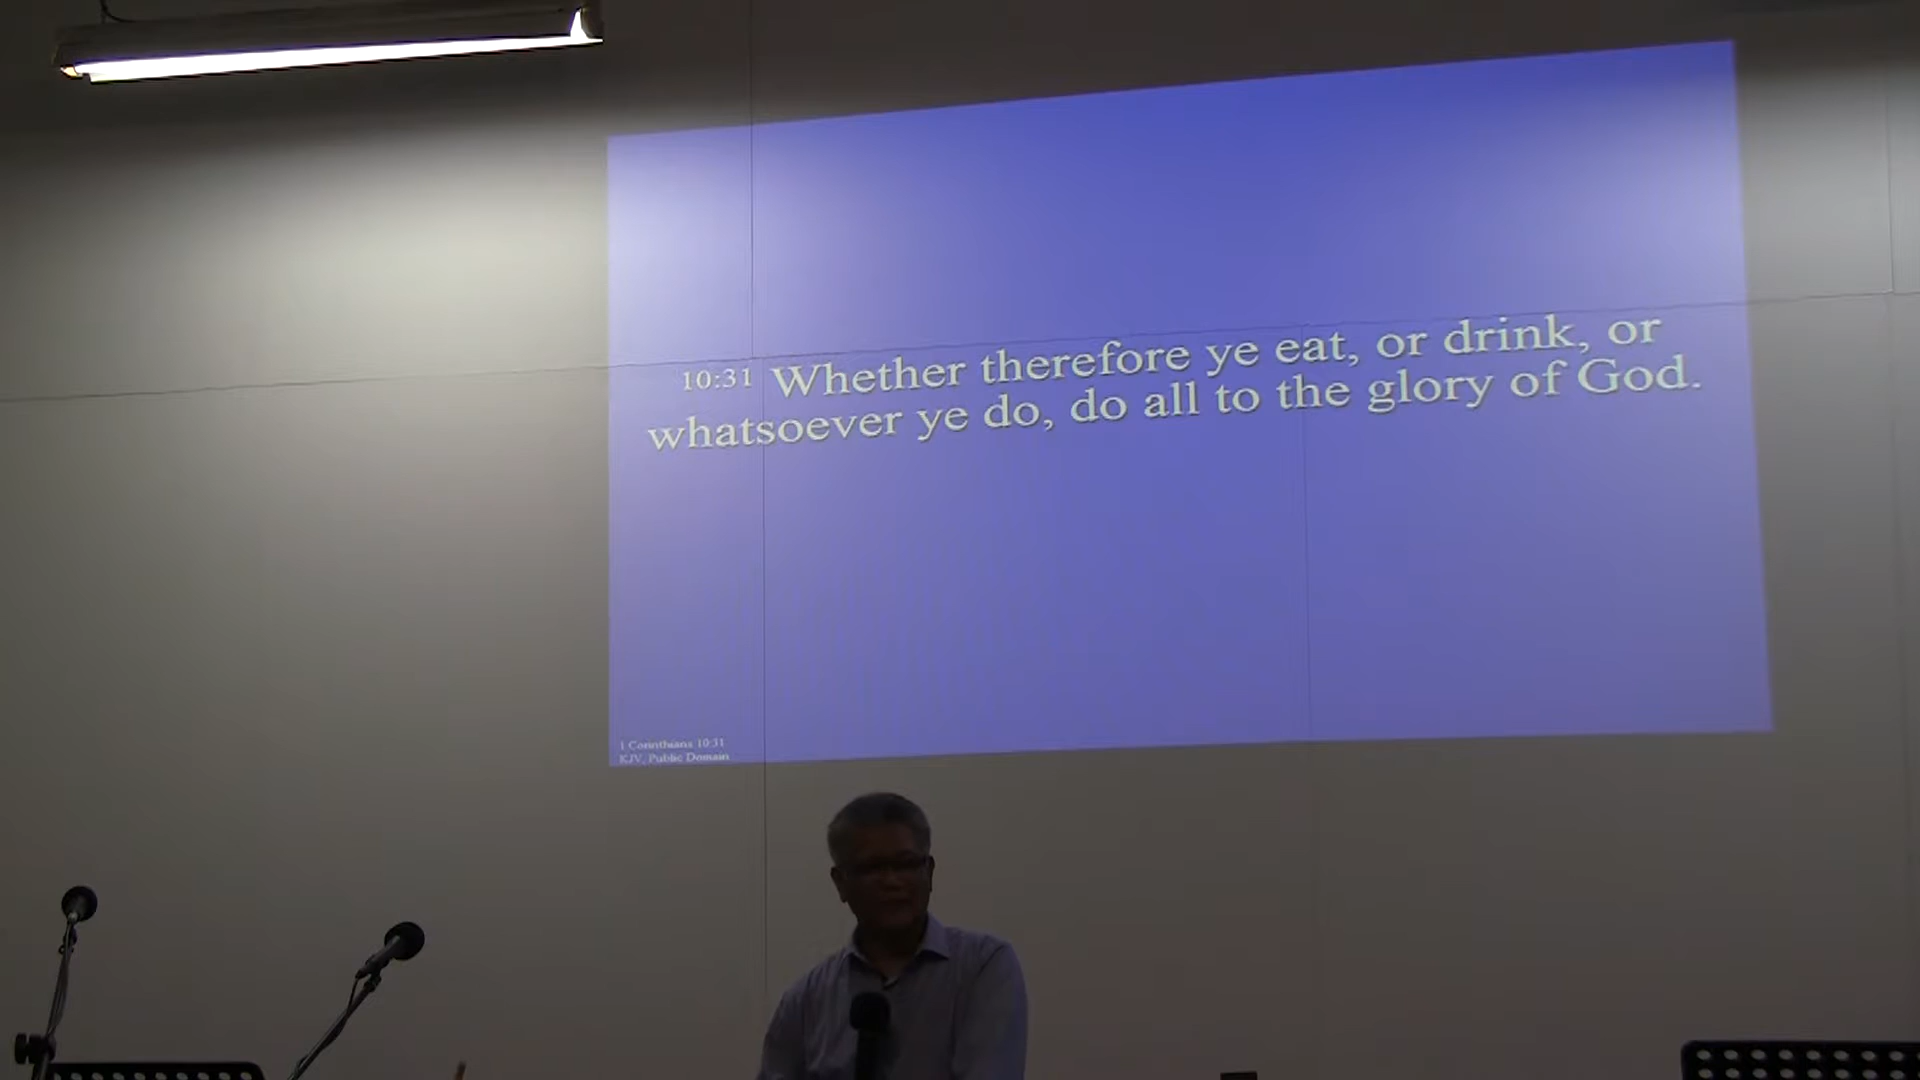 10:31 Whether therefore ye eat, or drink, or
whatsoever ye do, do all to the glory of God.
1 Corinthians 10:31
KJV, Public Domain